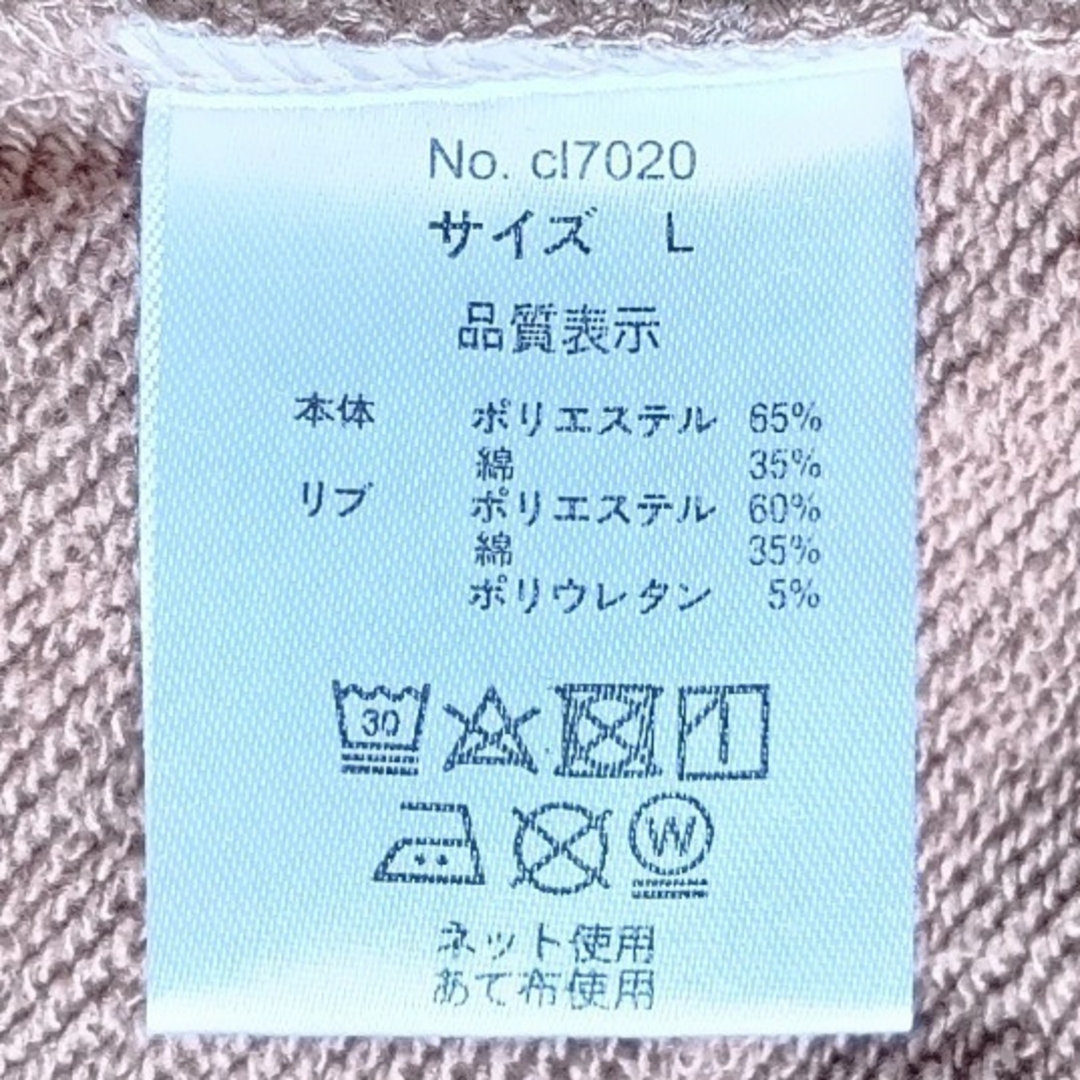 No. cl7020
サイズ L
品質表示
本体 ポリエステル 65%
綿 35%
リブ ポリエステル 60%
綿 35%
ポリウレタン 5%
30
W
ネット使用
あて布使用